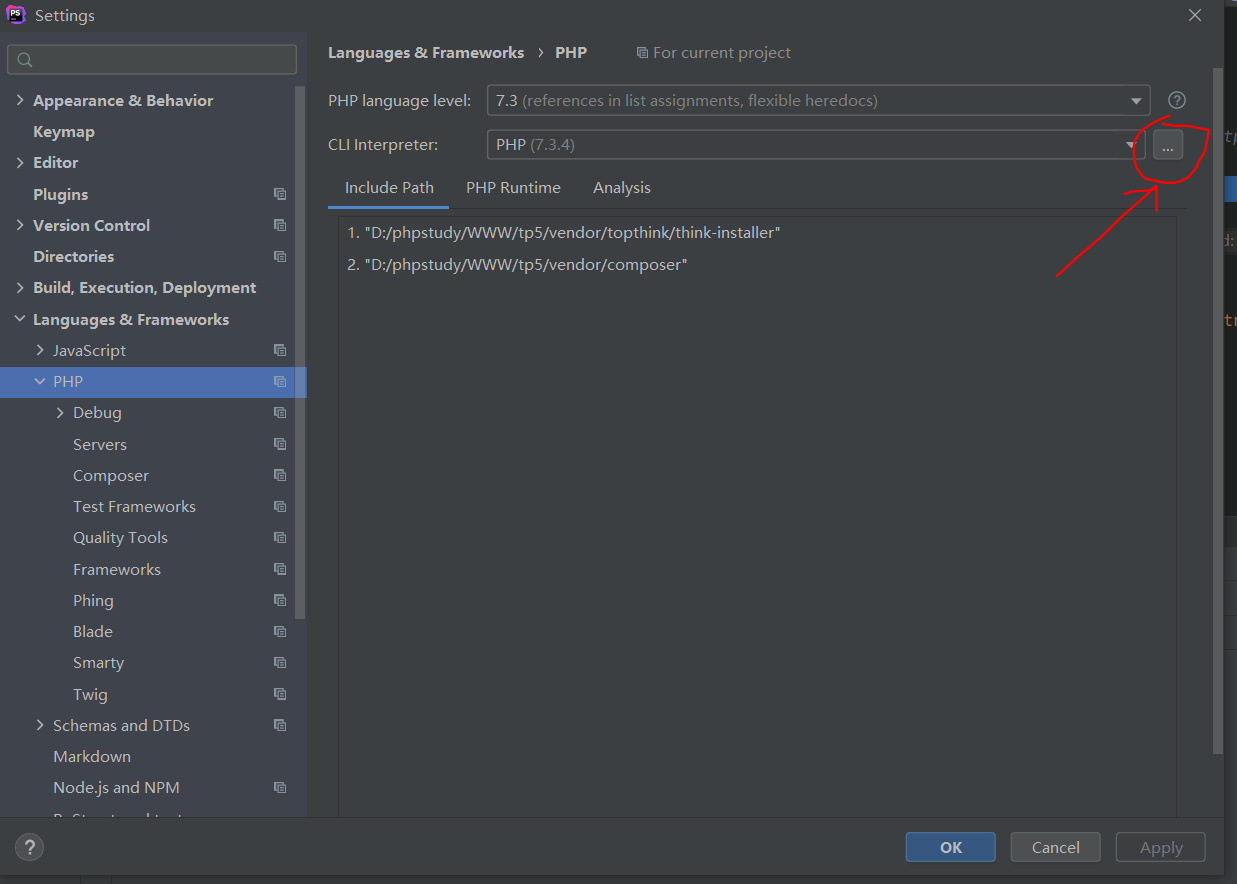 PS
Settings
Languages & Frameworks › PHP For current project
Appearance & Behavior
Keymap
Editor
Plugins
Version Control
Directories
Build, Execution, Deployment
Languages & Frameworks
JavaScript
PHP
Debug
Servers
Composer
Test Frameworks
Quality Tools
Frameworks
Phing
Blade
Smarty
Twig
Schemas and DTDs
Markdown
Node.js and NPM
PHP language level: 7.3 (references in list assignments, flexible heredocs) ?
CLI Interpreter: PHP (7.3.4) ...
Include Path PHP Runtime Analysis
1. "D:/phpstudy/WWW/tp5/vendor/topthink/think-installer"
2. "D:/phpstudy/WWW/tp5/vendor/composer"
? OK Cancel Apply